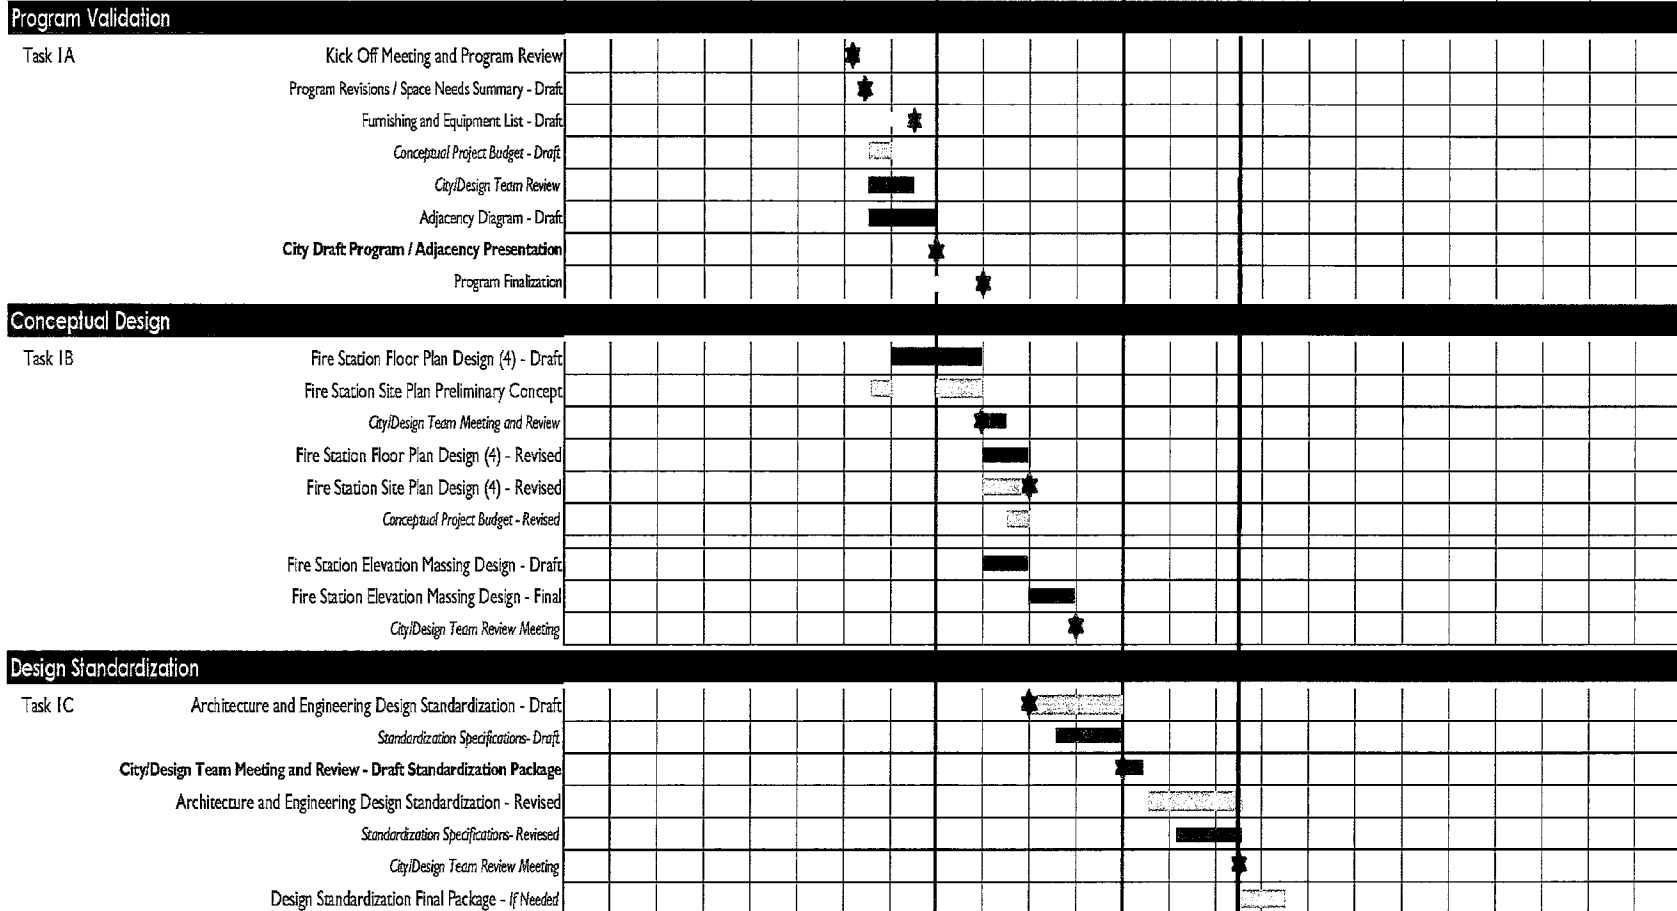 Program Validation
Task 1A Kick Off Meeting and Program Review
Program Revisions / Space Needs Summary - Draft
Furnishing and Equipment List - Draft
Conceptual Project Budget - Draft
City/Design Team Review
Adjacency Diagram - Draft
City Draft Program / Adjacency Presentation
Program Finalization
Conceptual Design
Task 1B Fire Station Floor Plan Design (4) - Draft
Fire Station Site Plan Preliminary Concept
City/Design Team Meeting and Review
Fire Station Floor Plan Design (4) - Revised
Fire Station Site Plan Design (4) - Revised
Conceptual Project Budget - Revised
Fire Station Elevation Massing Design - Draft
Fire Station Elevation Massing Design - Final
City/Design Team Review Meeting
Design Standardization
Task 1C Architecture and Engineering Design Standardization - Draft
Standardization Specifications- Draft
City/Design Team Meeting and Review - Draft Standardization Package
Architecture and Engineering Design Standardization - Revised
Standardization Specifications- Reviesed
City/Design Team Review Meeting
Design Standardization Final Package - If Needed